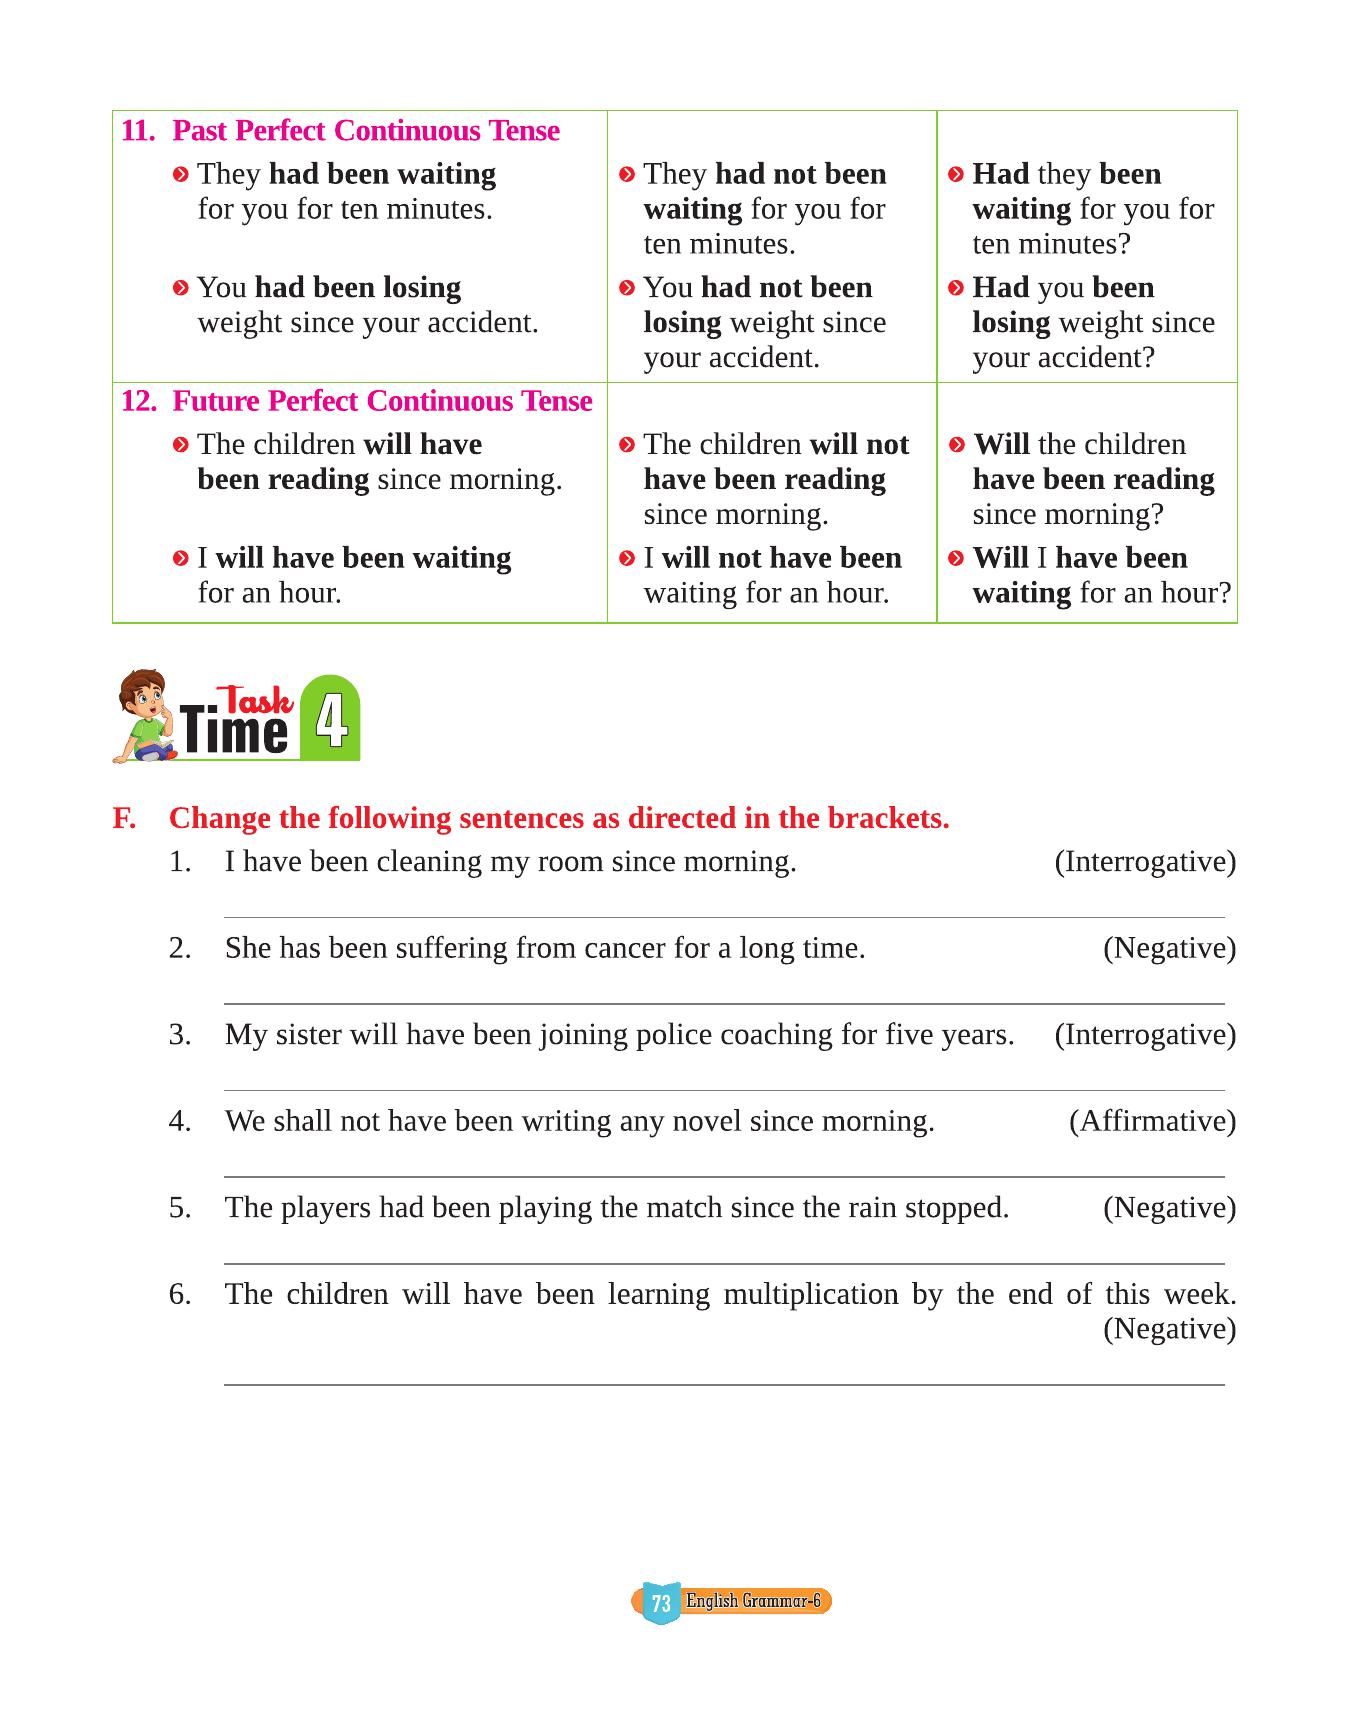 11. Past Perfect Continuous Tense
They had been waiting
for you for ten minutes.
You had been losing
weight since your accident.
They had not been
waiting for you for
ten minutes.
You had not been
losing weight since
your accident.
Had they been
waiting for you for
ten minutes?
Had you been
losing weight since
your accident?
12. Future Perfect Continuous Tense
The children will have
been reading since morning.
I will have been waiting
for an hour.
The children will not
have been reading
since morning.
I will not have been
waiting for an hour.
Will the children
have been reading
since morning?
Will I have been
waiting for an hour?
Task
Time 4
F. Change the following sentences as directed in the brackets.
1. I have been cleaning my room since morning. (Interrogative)
2. She has been suffering from cancer for a long time. (Negative)
3. My sister will have been joining police coaching for five years. (Interrogative)
4. We shall not have been writing any novel since morning. (Affirmative)
5. The players had been playing the match since the rain stopped. (Negative)
6. The children will have been learning multiplication by the end of this week.
(Negative)
73 English Grammar-6